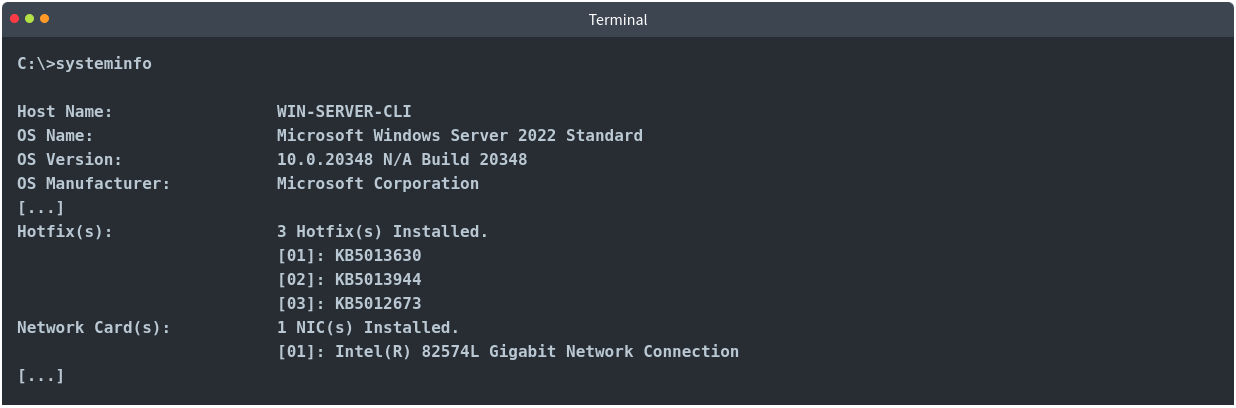 Terminal
C:\>systeminfo
Host Name: WIN-SERVER-CLI
OS Name: Microsoft Windows Server 2022 Standard
OS Version: 10.0.20348 N/A Build 20348
OS Manufacturer: Microsoft Corporation
[...]
Hotfix(s): 3 Hotfix(s) Installed.
[01]: KB5013630
[02]: KB5013944
[03]: KB5012673
Network Card(s): 1 NIC(s) Installed.
[01]: Intel(R) 82574L Gigabit Network Connection
[...]